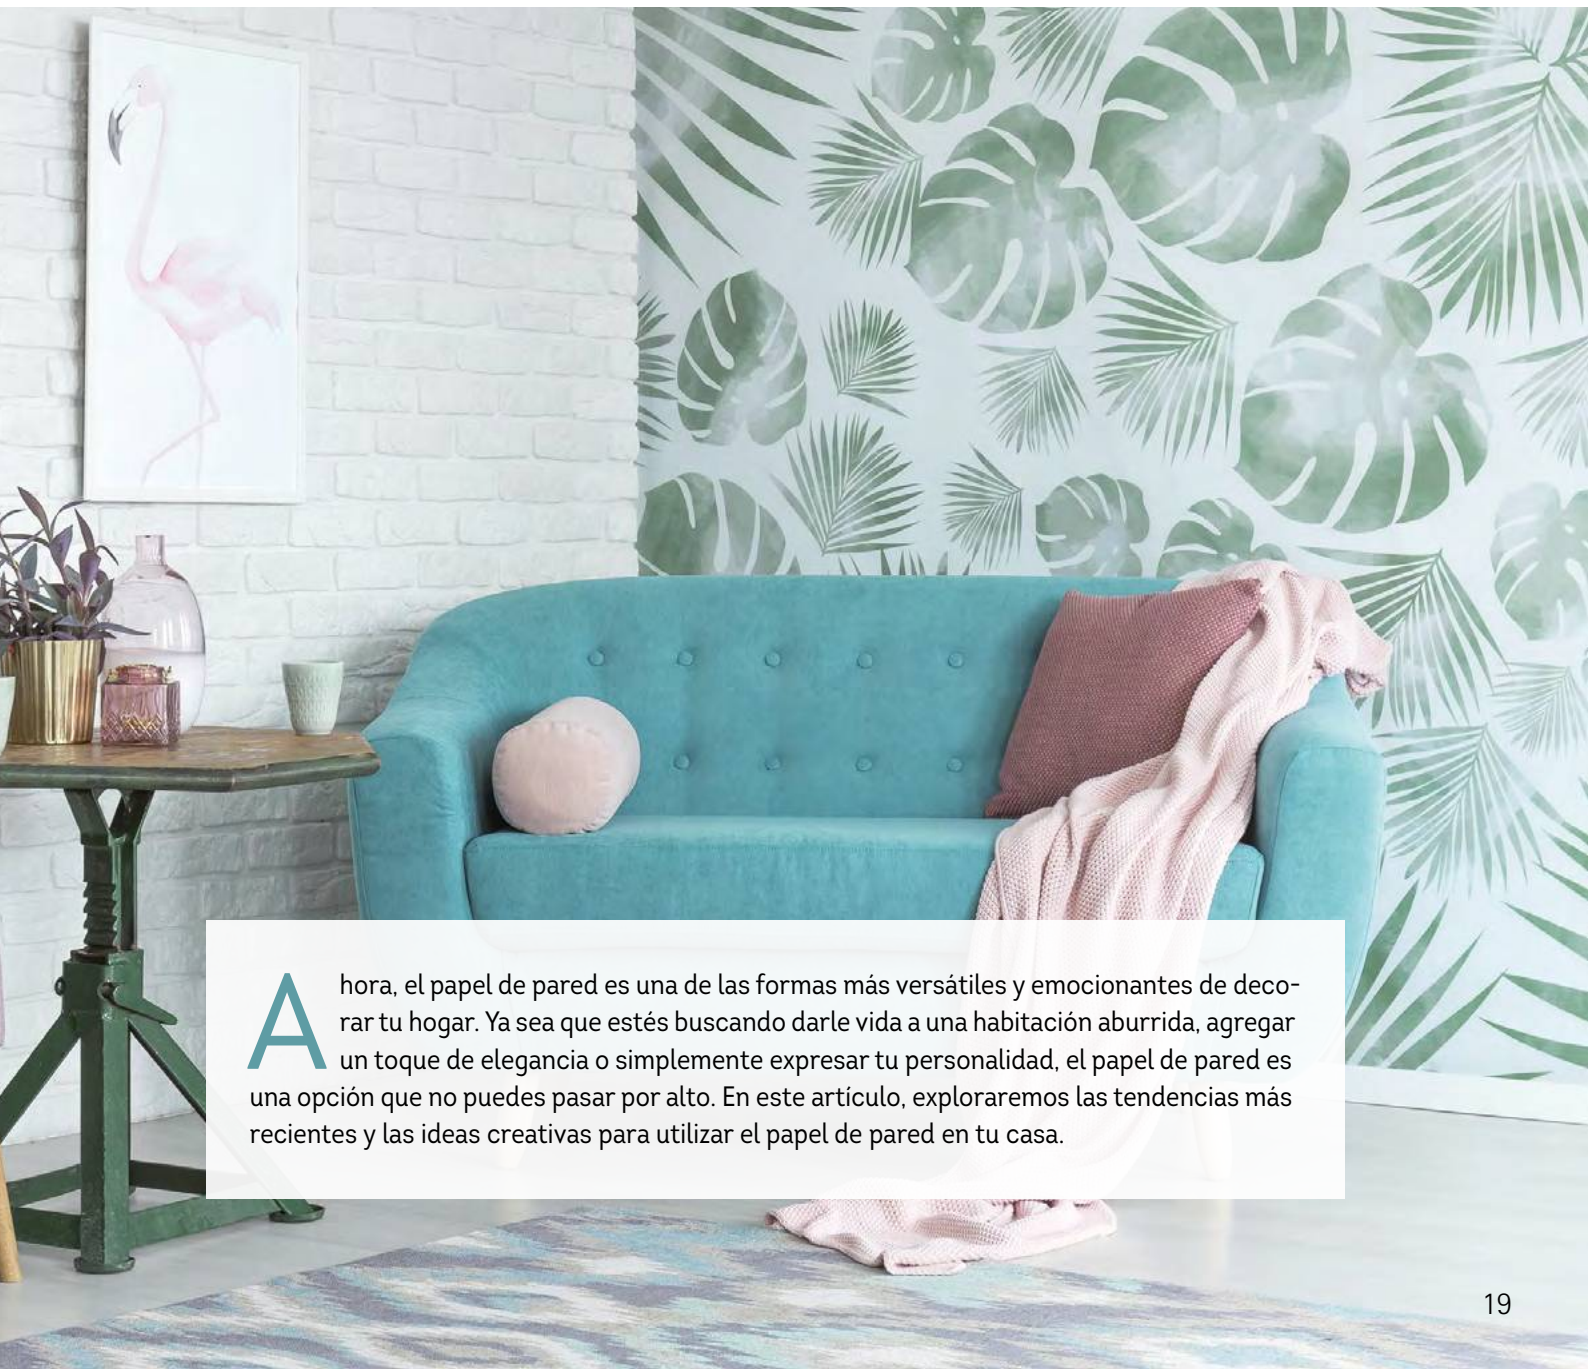 Ahora, el papel de pared es una de las formas más versátiles y emocionantes de deco-
rar tu hogar. Ya sea que estés buscando darle vida a una habitación aburrida, agregar
un toque de elegancia o simplemente expresar tu personalidad, el papel de pared es
una opción que no puedes pasar por alto. En este artículo, exploraremos las tendencias más
recientes y las ideas creativas para utilizar el papel de pared en tu casa.
19